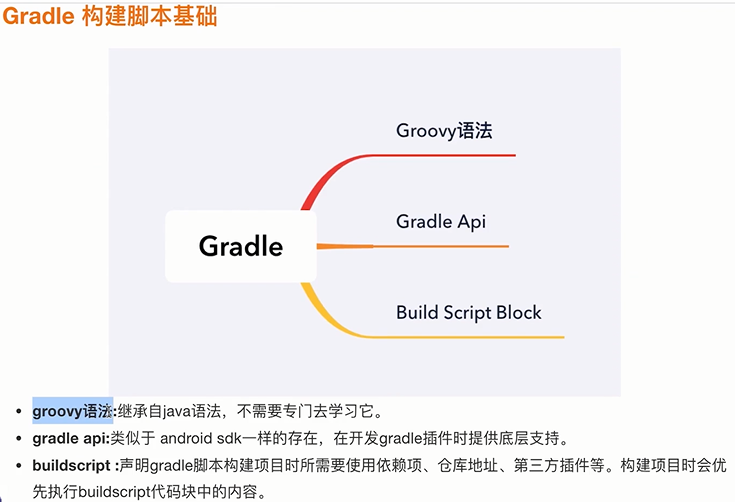 Gradle 构建脚本基础
Groovy语法
Gradle Api
Gradle
Build Script Block
groovy语法:继承自java语法，不需要专门去学习它。
gradle api:类似于 android sdk一样的存在，在开发gradle插件时提供底层支持。
buildscript :声明gradle脚本构建项目时所需要使用依赖项、仓库地址、第三方插件等。构建项目时会优
先执行buildscript代码块中的内容。